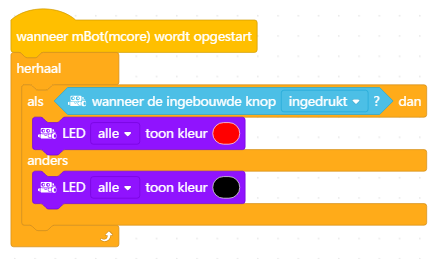 wanneer mBot(mcore) wordt opgestart
herhaal
als wanneer de ingebouwde knop ingedrukt ? dan
LED alle toon kleur
anders
LED alle toon kleur